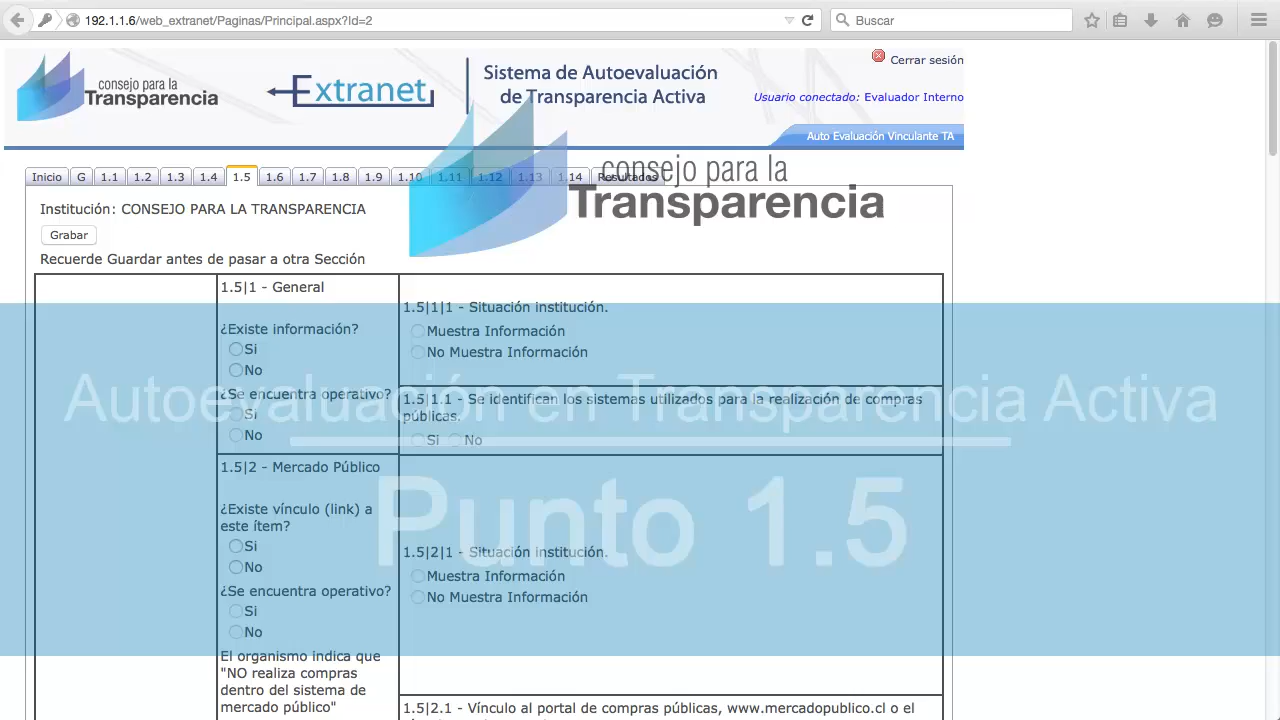 192.1.1.6/web_extranet/Paginas/Principal.aspx?Id=2
Buscar
consejo para la
Transparencia
Extranet
Sistema de Autoevaluación
de Transparencia Activa
Cerrar sesión
Usuario conectado: Evaluador Interno
Auto Evaluación Vinculante TA
Inicio G 1.1 1.2 1.3 1.4 1.5 1.6 1.7 1.8 1.9 1.10 1.11 1.12 1.13 1.14 Resultados
consejo para la
Transparencia
Institución: CONSEJO PARA LA TRANSPARENCIA
Grabar
Recuerde Guardar antes de pasar a otra Sección
1.5|1 - General
¿Existe información?
Si
No
¿Se encuentra operativo?
Si
No
1.5|1|1 - Situación institución.
Muestra Información
No Muestra Información
1.5|1.1 - Se identifican los sistemas utilizados para la realización de compras
públicas.
Si No
Autoevaluación en Transparencia Activa
Punto 1.5
1.5|2 - Mercado Público
¿Existe vínculo (link) a
este ítem?
Si
No
¿Se encuentra operativo?
Si
No
El organismo indica que
"NO realiza compras
dentro del sistema de
mercado público"
1.5|2|1 - Situación institución.
Muestra Información
No Muestra Información
1.5|2.1 - Vínculo al portal de compras públicas, www.mercadopublico.cl o el